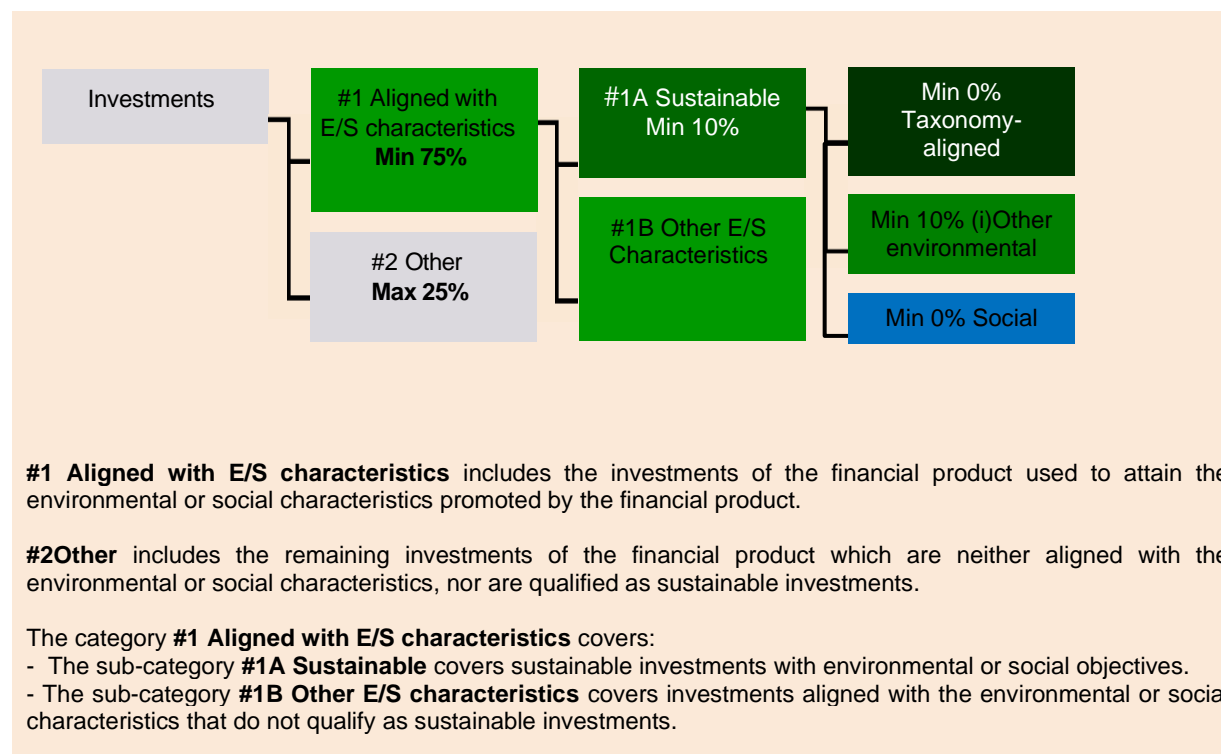 Investments
#1 Aligned with
E/S characteristics
Min 75%
#2 Other
Max 25%
#1A Sustainable
Min 10%
#1B Other E/S
Characteristics
Min 0%
Taxonomy-
aligned
Min 10% (i)Other
environmental
Min 0% Social
#1 Aligned with E/S characteristics includes the investments of the financial product used to attain the
environmental or social characteristics promoted by the financial product.
#2Other includes the remaining investments of the financial product which are neither aligned with the
environmental or social characteristics, nor are qualified as sustainable investments.
The category #1 Aligned with E/S characteristics covers:
- The sub-category #1A Sustainable covers sustainable investments with environmental or social objectives.
- The sub-category #1B Other E/S characteristics covers investments aligned with the environmental or social
characteristics that do not qualify as sustainable investments.